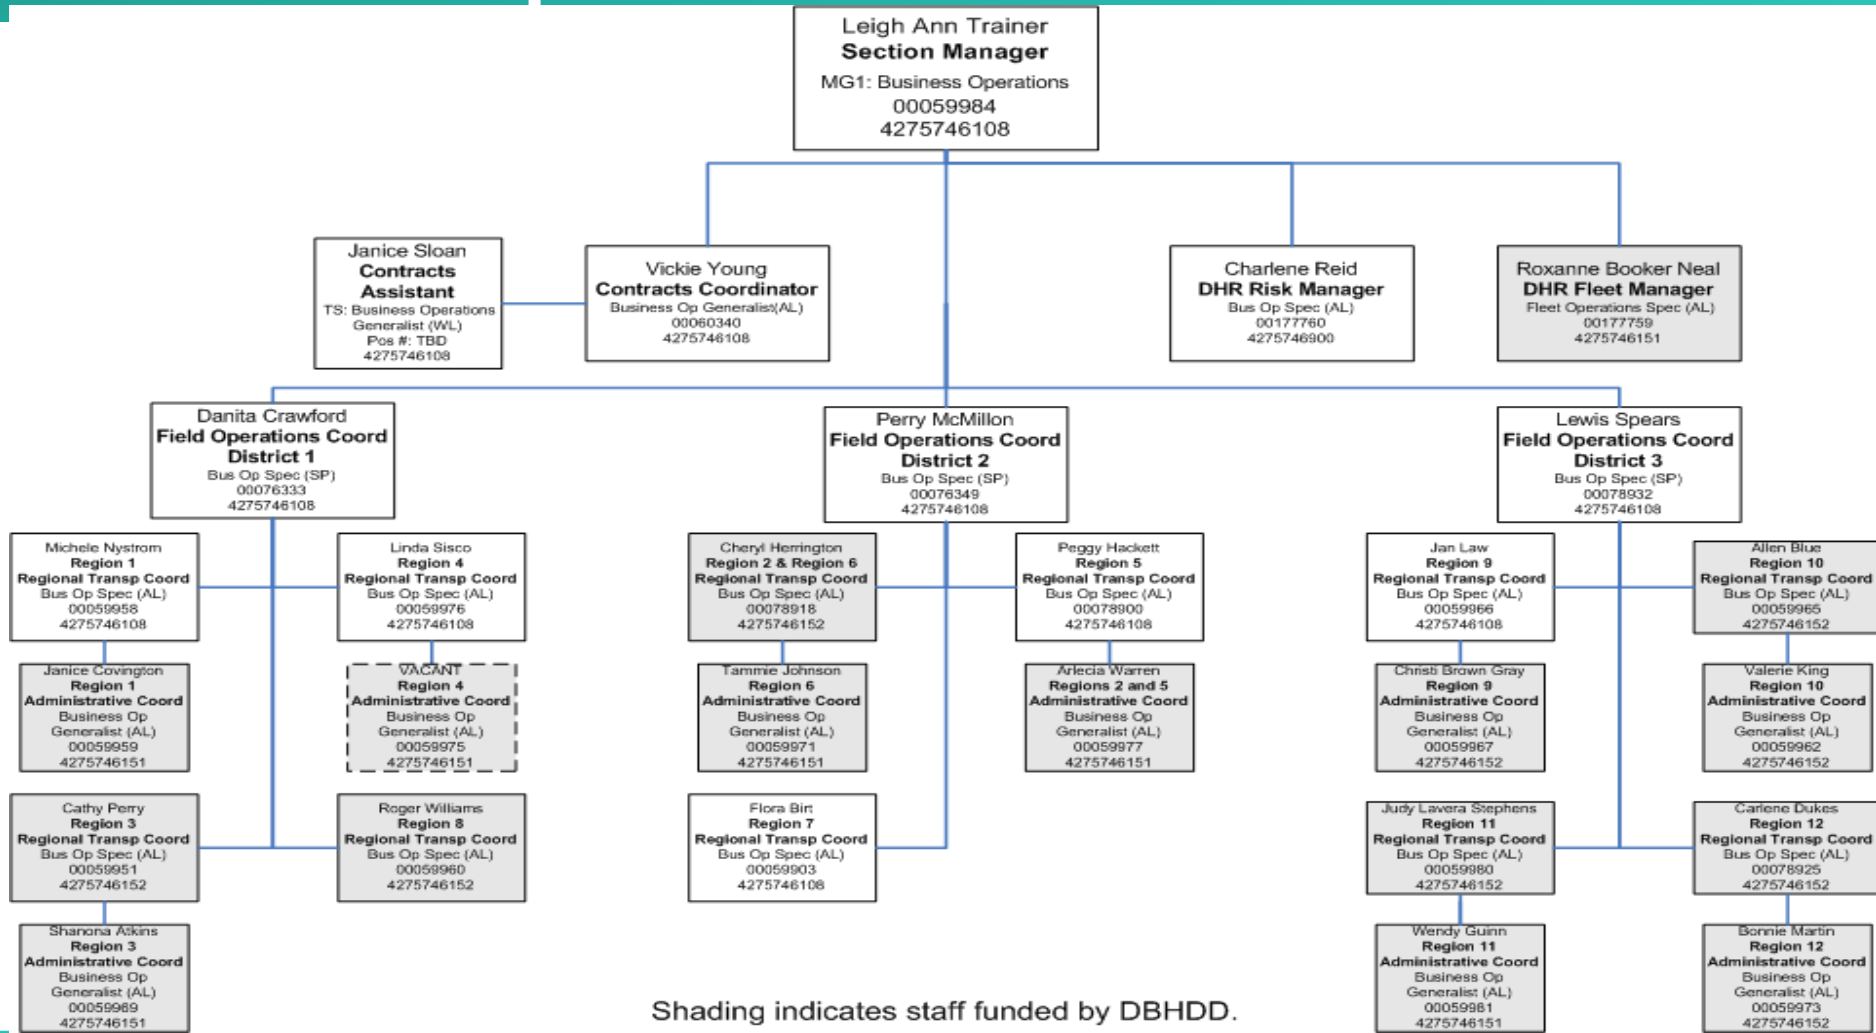 Leigh Ann Trainer
Section Manager
MG1: Business Operations
00059984
4275746108
Janice Sloan
Contracts
Assistant
TS: Business Operations
Generalist (WL)
Pos #: TBD
4275746108
Vickie Young
Contracts Coordinator
Business Op Generalist(AL)
00060340
4275746108
Charlene Reid
DHR Risk Manager
Bus Op Spec (AL)
00177760
4275746900
Roxanne Booker Neal
DHR Fleet Manager
Fleet Operations Spec (AL)
00177759
4275746151
Danita Crawford
Field Operations Coord
District 1
Bus Op Spec (SP)
00076333
4275746108
Perry McMillon
Field Operations Coord
District 2
Bus Op Spec (SP)
00076349
4275746108
Lewis Spears
Field Operations Coord
District 3
Bus Op Spec (SP)
00078932
4275746108
Michele Nystrom
Region 1
Regional Transp Coord
Bus Op Spec (AL)
00059958
4275746108
Linda Sisco
Region 4
Regional Transp Coord
Bus Op Spec (AL)
00059976
4275746108
Cheryl Herrington
Region 2 & Region 6
Regional Transp Coord
Bus Op Spec (AL)
00078918
4275746152
Peggy Hackett
Region 5
Regional Transp Coord
Bus Op Spec (AL)
00078900
4275746108
Jan Law
Region 9
Regional Transp Coord
Bus Op Spec (AL)
00059966
4275746108
Allen Blue
Region 10
Regional Transp Coord
Bus Op Spec (AL)
00059965
4275746152
Janice Covington
Region 1
Administrative Coord
Business Op
Generalist (AL)
00059959
4275746151
VACANT
Region 4
Administrative Coord
Business Op
Generalist (AL)
00059975
4275746151
Tammie Johnson
Region 6
Administrative Coord
Business Op
Generalist (AL)
00059971
4275746151
Arlecia Warren
Regions 2 and 5
Administrative Coord
Business Op
Generalist (AL)
00059977
4275746151
Christi Brown Gray
Region 9
Administrative Coord
Business Op
Generalist (AL)
00059967
4275746152
Valerie King
Region 10
Administrative Coord
Business Op
Generalist (AL)
00059962
4275746152
Cathy Perry
Region 3
Regional Transp Coord
Bus Op Spec (AL)
00059951
4275746152
Roger Williams
Region 8
Regional Transp Coord
Bus Op Spec (AL)
00059960
4275746152
Flora Birt
Region 7
Regional Transp Coord
Bus Op Spec (AL)
00059903
4275746108
Judy Lavera Stephens
Region 11
Regional Transp Coord
Bus Op Spec (AL)
00059980
4275746152
Carlene Dukes
Region 12
Regional Transp Coord
Bus Op Spec (AL)
00078925
4275746152
Shanona Atkins
Region 3
Administrative Coord
Business Op
Generalist (AL)
00059969
4275746151
Wendy Guinn
Region 11
Administrative Coord
Business Op
Generalist (AL)
00059981
4275746151
Bonnie Martin
Region 12
Administrative Coord
Business Op
Generalist (AL)
00059973
4275746152
Shading indicates staff funded by DBHDD.